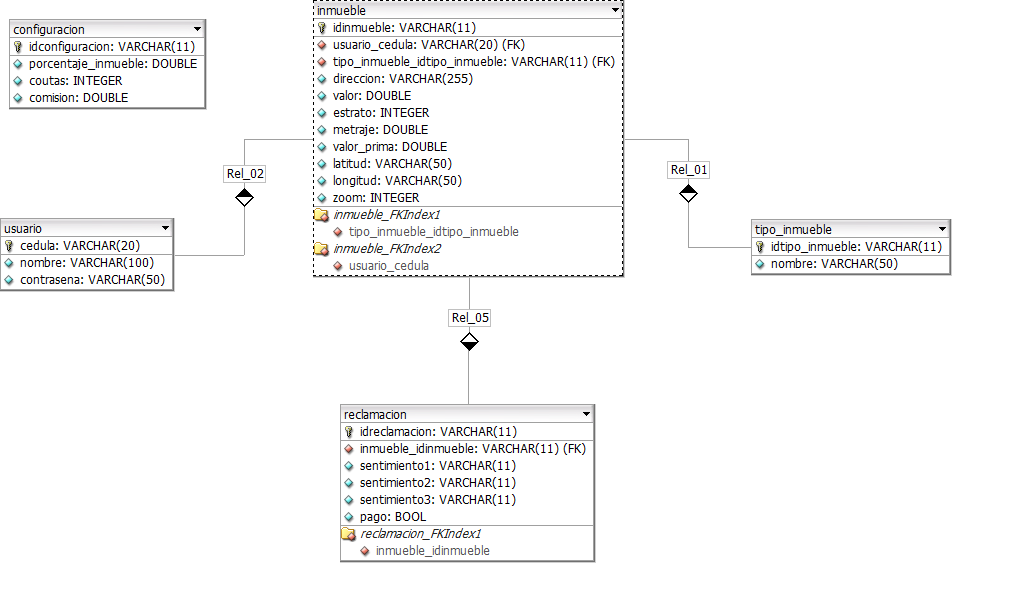 configuracion
idconfiguracion: VARCHAR(11)
porcentaje_inmueble: DOUBLE
coutas: INTEGER
comision: DOUBLE
inmueble
idinmueble: VARCHAR(11)
usuario_cedula: VARCHAR(20) (FK)
tipo_inmueble_idtipo_inmueble: VARCHAR(11) (FK)
direccion: VARCHAR(255)
valor: DOUBLE
estrato: INTEGER
metraje: DOUBLE
valor_prima: DOUBLE
latitud: VARCHAR(50)
longitud: VARCHAR(50)
zoom: INTEGER
inmueble_FKIndex1
tipo_inmueble_idtipo_inmueble
inmueble_FKIndex2
usuario_cedula
Rel_02
Rel_01
usuario
cedula: VARCHAR(20)
nombre: VARCHAR(100)
contrasena: VARCHAR(50)
tipo_inmueble
idtipo_inmueble: VARCHAR(11)
nombre: VARCHAR(50)
Rel_05
reclamacion
idreclamacion: VARCHAR(11)
inmueble_idinmueble: VARCHAR(11) (FK)
sentimiento1: VARCHAR(11)
sentimiento2: VARCHAR(11)
sentimiento3: VARCHAR(11)
pago: BOOL
reclamacion_FKIndex1
inmueble_idinmueble